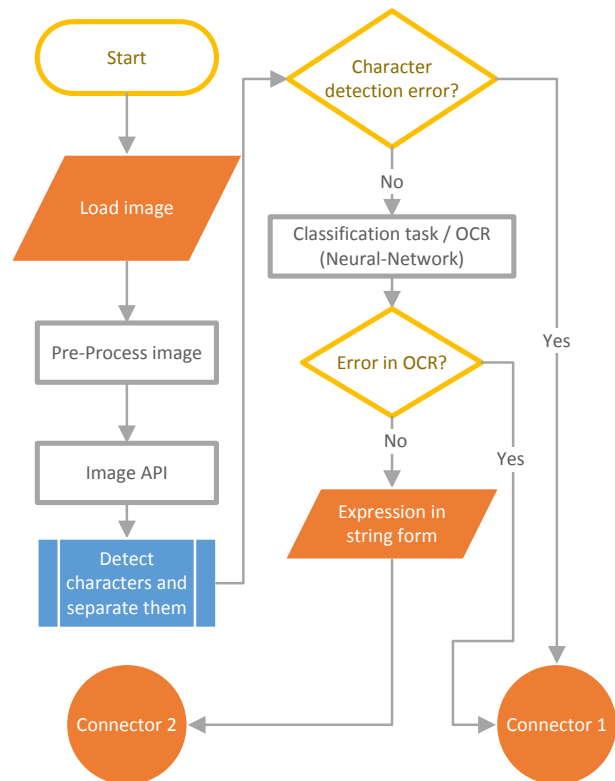 Start
Load image
Pre-Process image
Image API
Detect
characters and
separate them
Character
detection error?
No
Classification task / OCR
(Neural-Network)
Error in OCR?
Yes
No
Yes
Expression in
string form
Connector 2
Connector 1